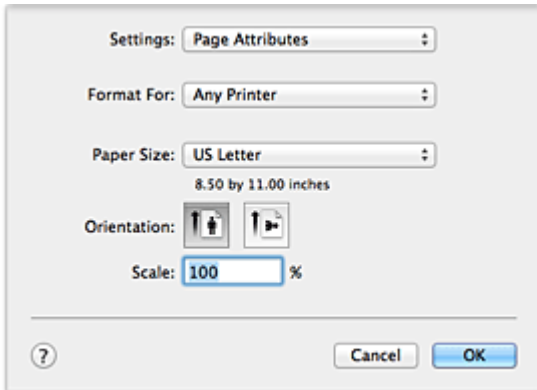 Settings: Page Attributes
Format For: Any Printer
Paper Size: US Letter
8.50 by 11.00 inches
Orientation:
Scale: 100 %
? Cancel OK